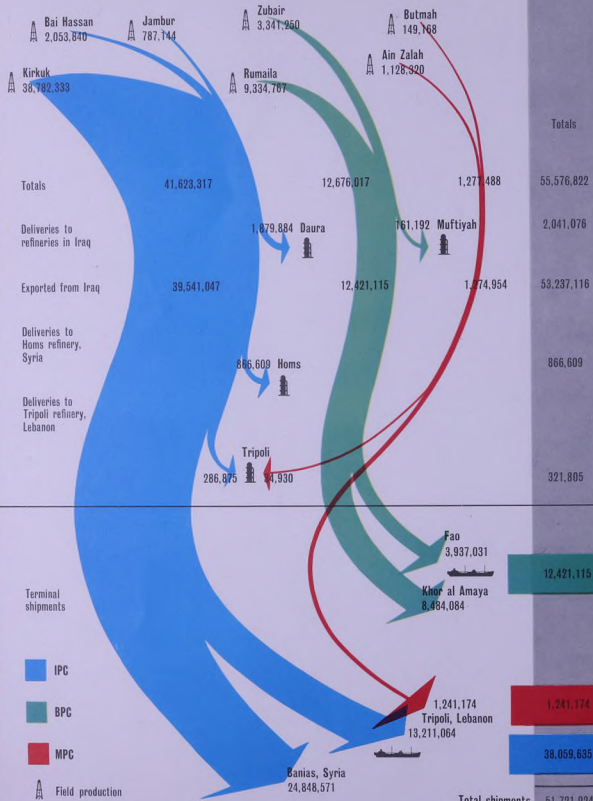 Bai Hassan
2,053,840
Jambur
787,144
Zubair
3,341,250
Butmah
149,168
Ain Zalah
1,128,320
Kirkuk
38,782,333
Rumaila
9,334,767
Totals
Totals 41,623,317 12,676,017 1,277,488 55,576,822
Deliveries to
refineries in Iraq
1,879,884 Daura
161,192 Muftiyah
2,041,076
Exported from Iraq 39,541,047 12,421,115 1,274,954 53,237,116
Deliveries to
Homs refinery,
Syria
866,609 Homs
866,609
Deliveries to
Tripoli refinery,
Lebanon
Tripoli
286,875
34,930
321,805
Fao
3,937,031
Khor al Amaya
8,484,084
12,421,115
Terminal
shipments
IPC
BPC
MPC
Field production
1,241,174
Tripoli, Lebanon
13,211,064
1,241,174
38,059,635
Banias, Syria
24,848,571
Total shipments